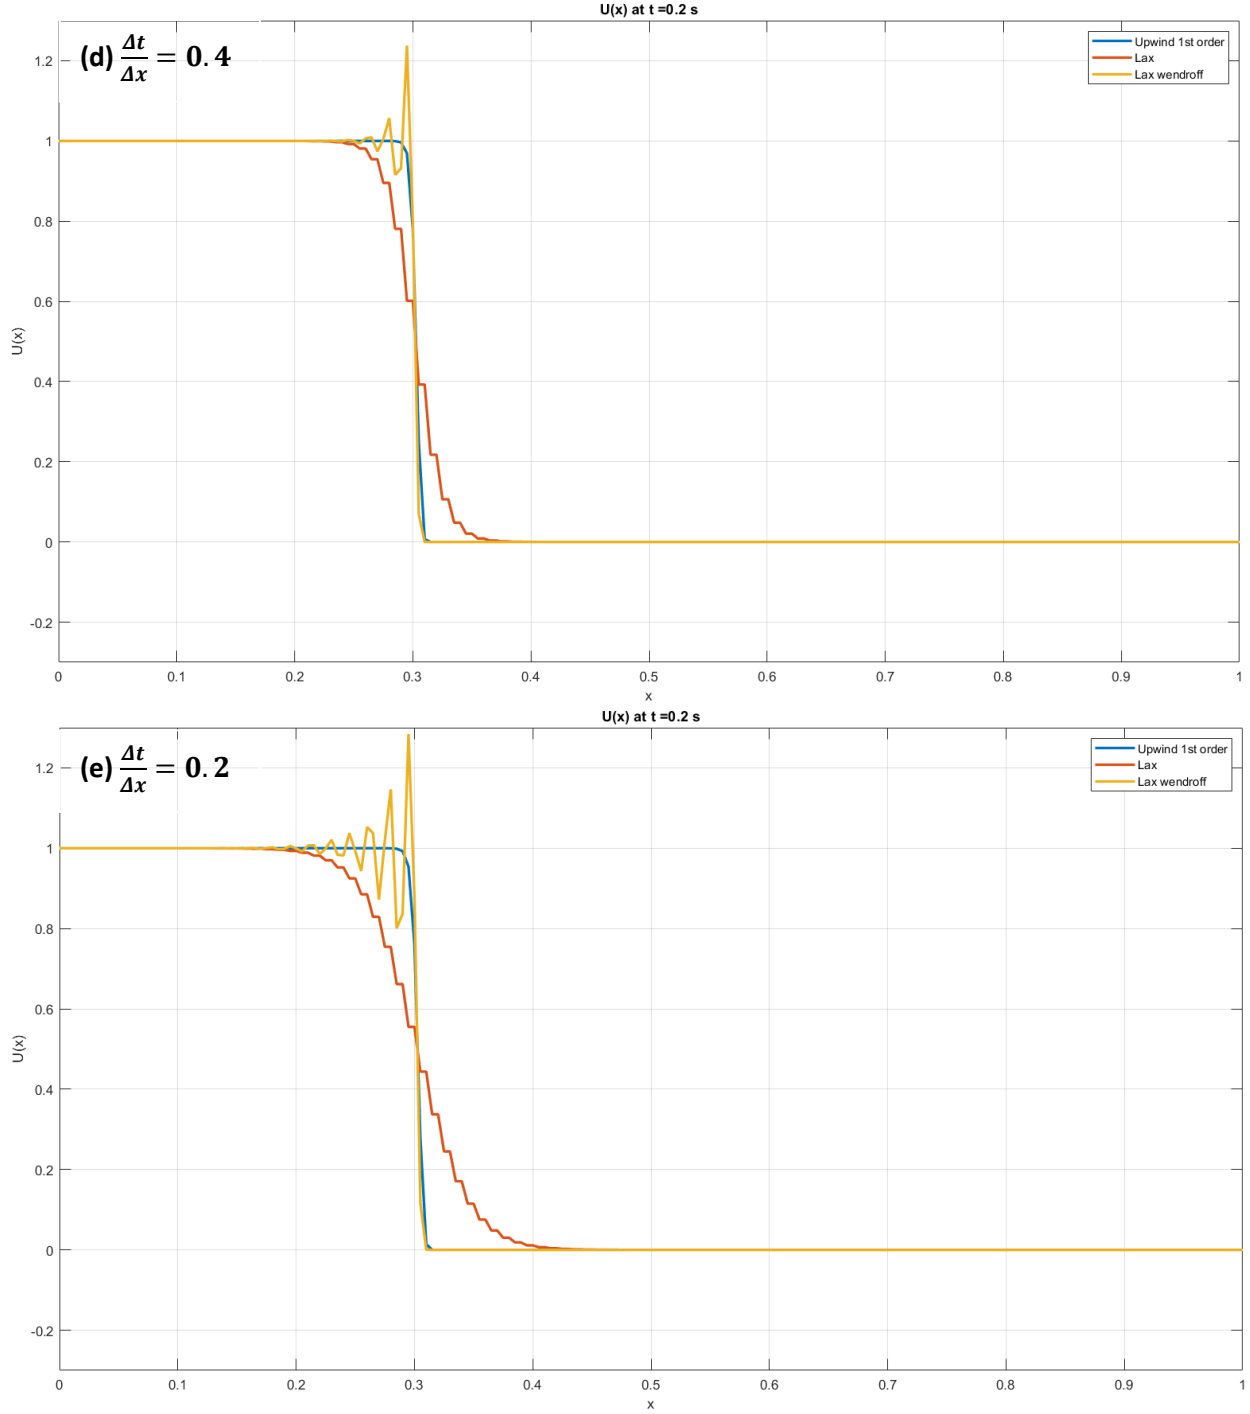 U(x) at t =0.2 s
(d) Δt/Δx = 0.4
Upwind 1st order
Lax
Lax wendroff
1.2
1
0.8
0.6
0.4
0.2
0
-0.2
U(x)
0 0.1 0.2 0.3 0.4 0.5 0.6 0.7 0.8 0.9 1
x
U(x) at t =0.2 s
(e) Δt/Δx = 0.2
Upwind 1st order
Lax
Lax wendroff
1.2
1
0.8
0.6
0.4
0.2
0
-0.2
U(x)
0 0.1 0.2 0.3 0.4 0.5 0.6 0.7 0.8 0.9 1
x